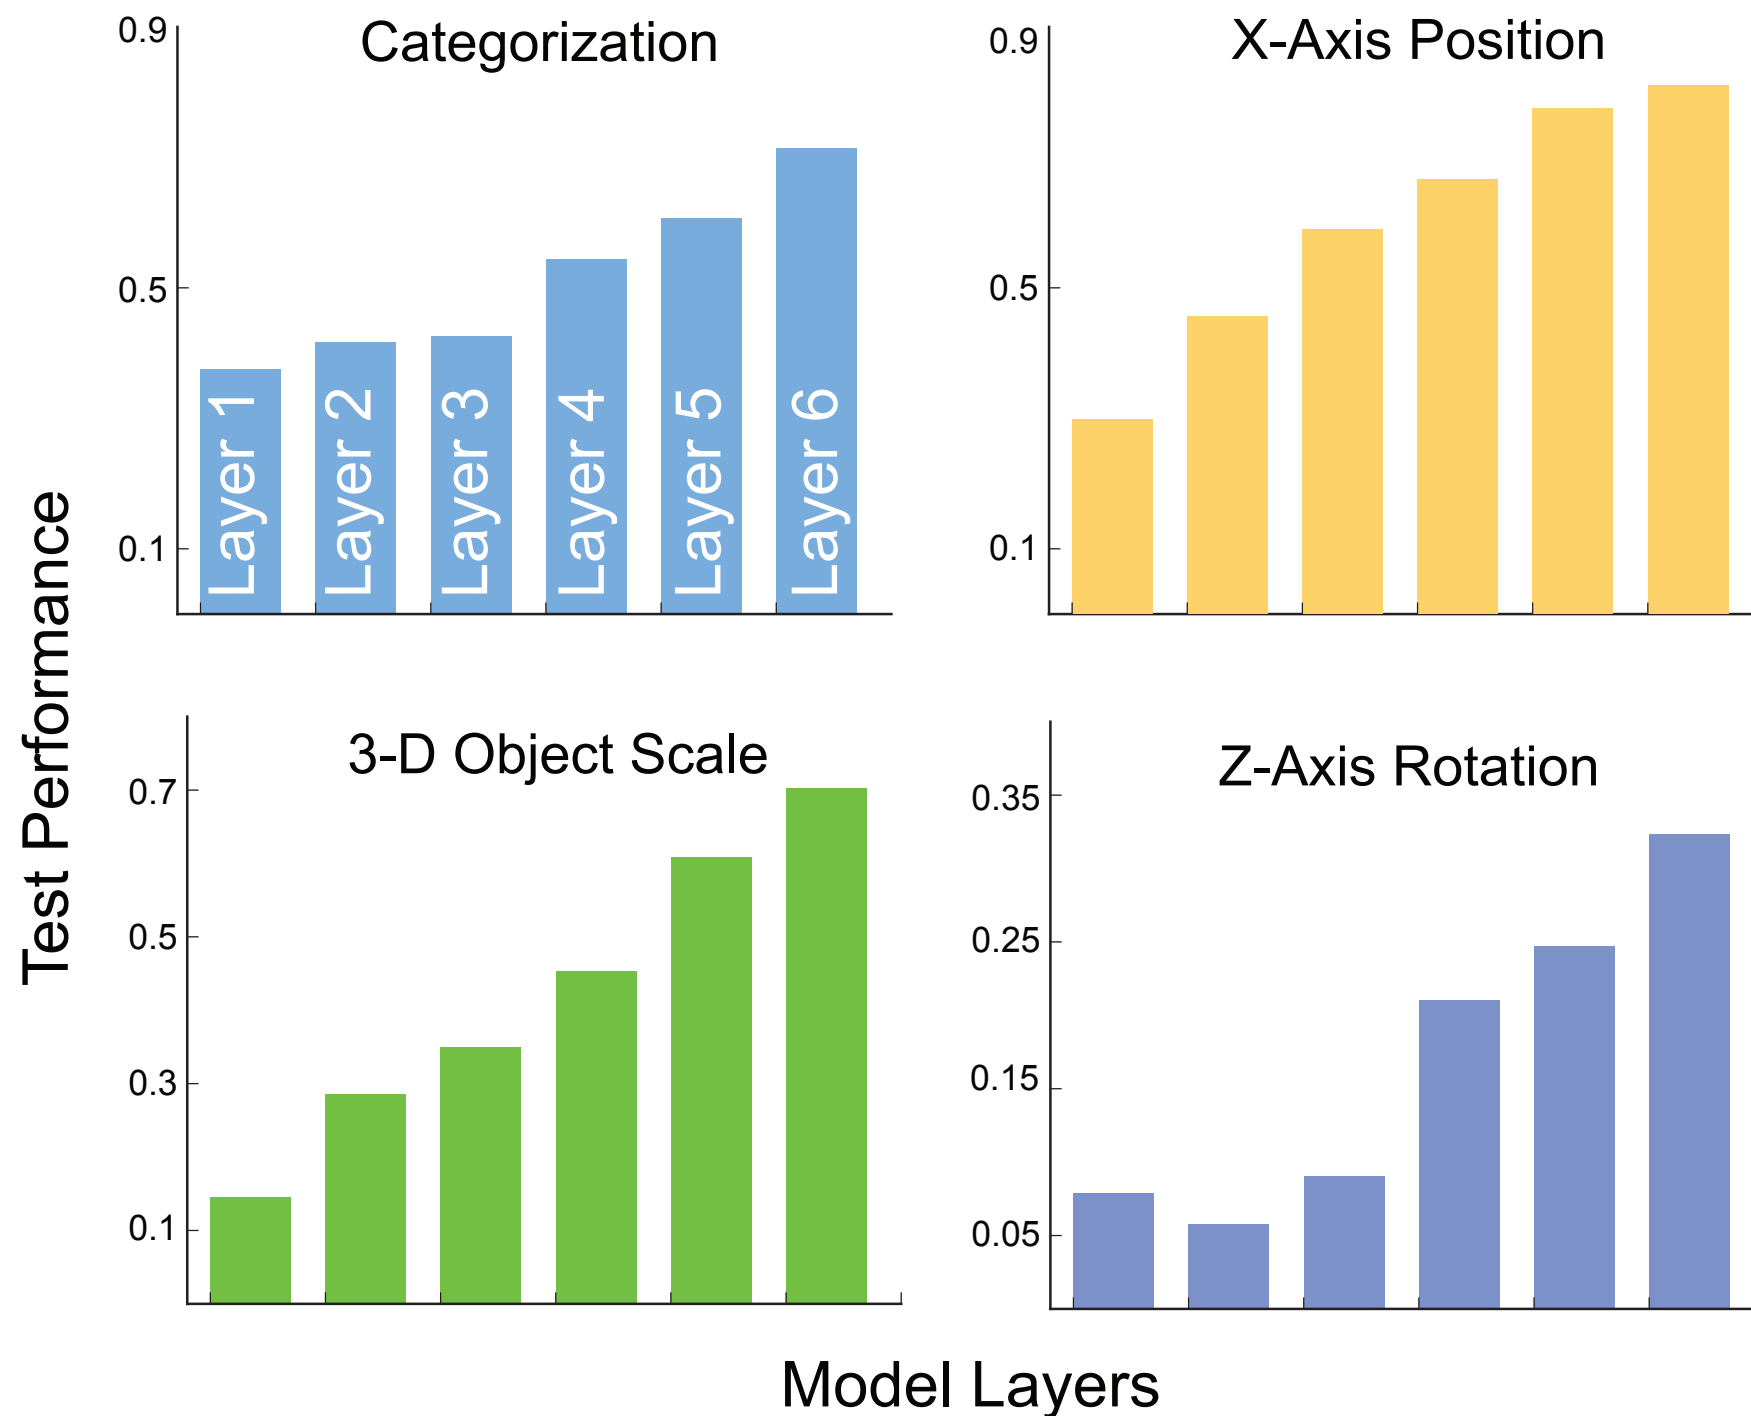 Categorization
0.9
0.5
0.1
Layer 1
Layer 2
Layer 3
Layer 4
Layer 5
Layer 6
X-Axis Position
0.9
0.5
0.1
Test Performance
3-D Object Scale
0.7
0.5
0.3
0.1
Z-Axis Rotation
0.35
0.25
0.15
0.05
Model Layers